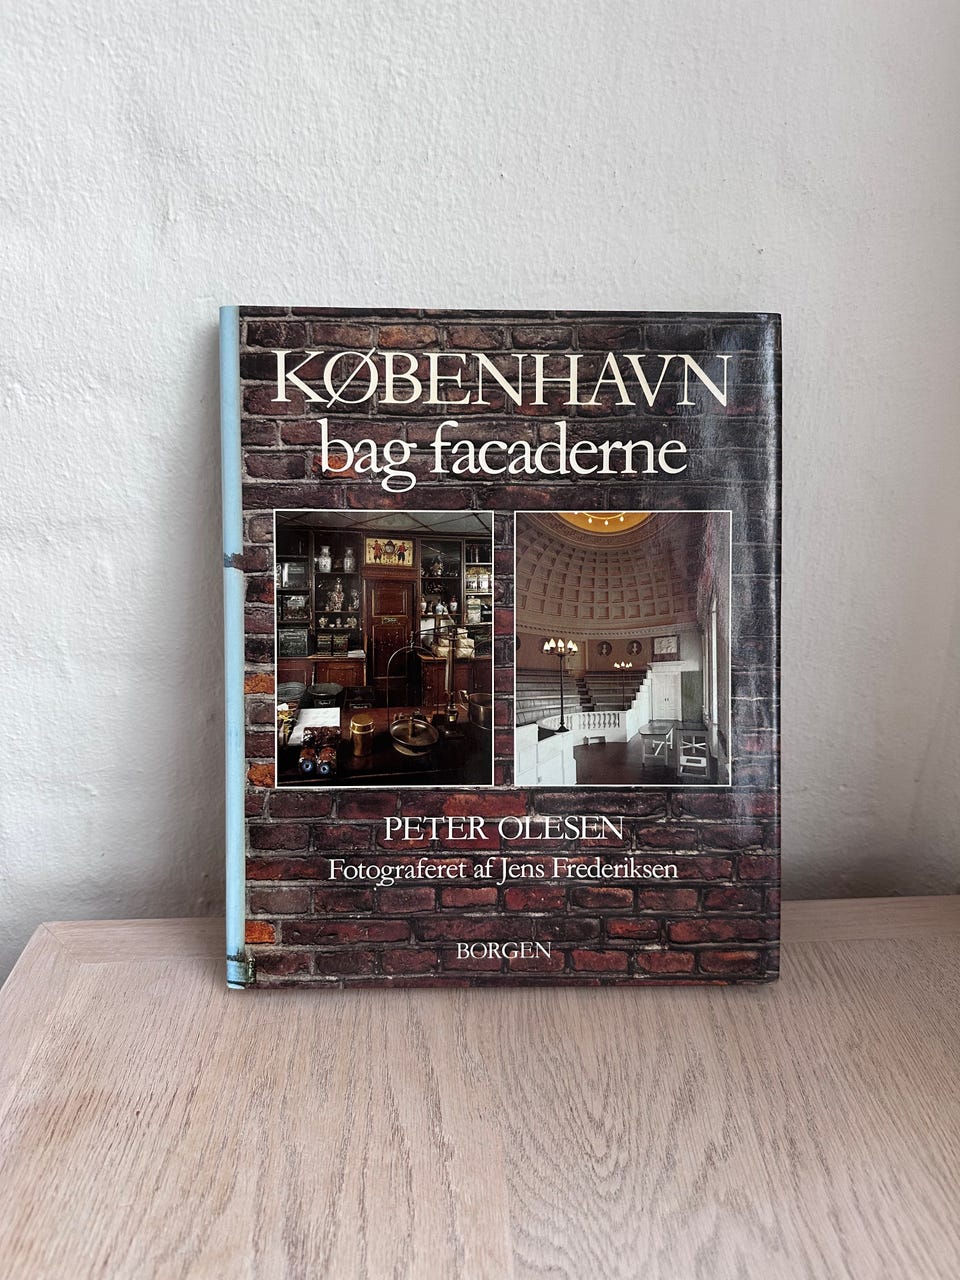 KØBENHAVN
bag facaderne
PETER OLESEN
Fotograferet af Jens Frederiksen
BORGEN